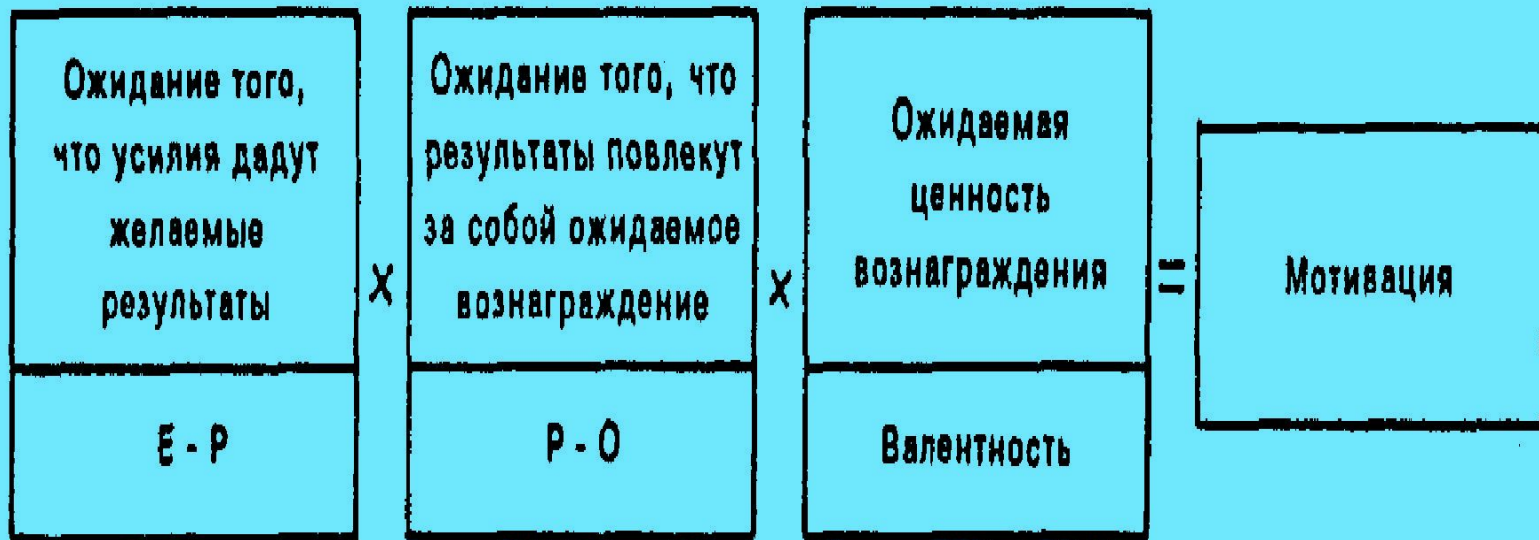 Ожидание того,
что усилия дадут
желаемые
результаты
E - P
x
Ожидание того, что
результаты повлекут
за собой ожидаемое
вознаграждение
P - O
x
Ожидаемая
ценность
вознаграждения
Валентность
=
Мотивация